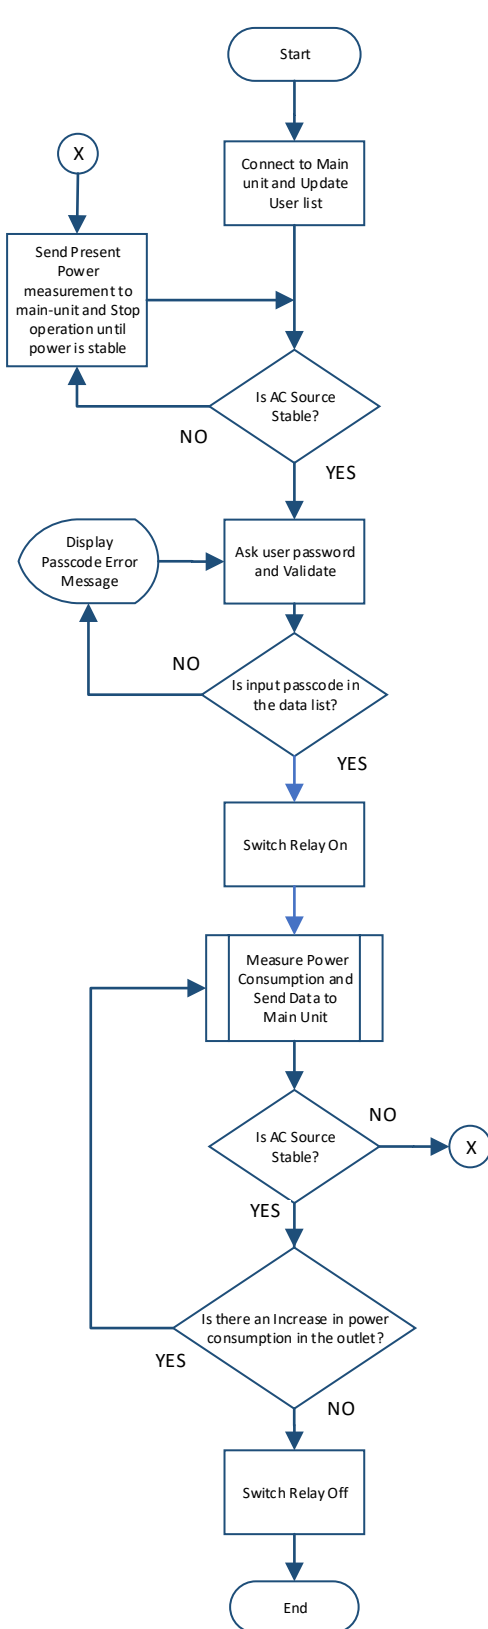 Start
X
Connect to Main
unit and Update
User list
Send Present
Power
measurement to
main-unit and Stop
operation until
power is stable
Is AC Source
Stable?
NO
YES
Display
Passcode Error
Message
Ask user password
and Validate
NO
Is input passcode in
the data list?
YES
Switch Relay On
Measure Power
Consumption and
Send Data to
Main Unit
NO
Is AC Source
Stable?
X
YES
Is there an Increase in power
consumption in the outlet?
YES
NO
Switch Relay Off
End